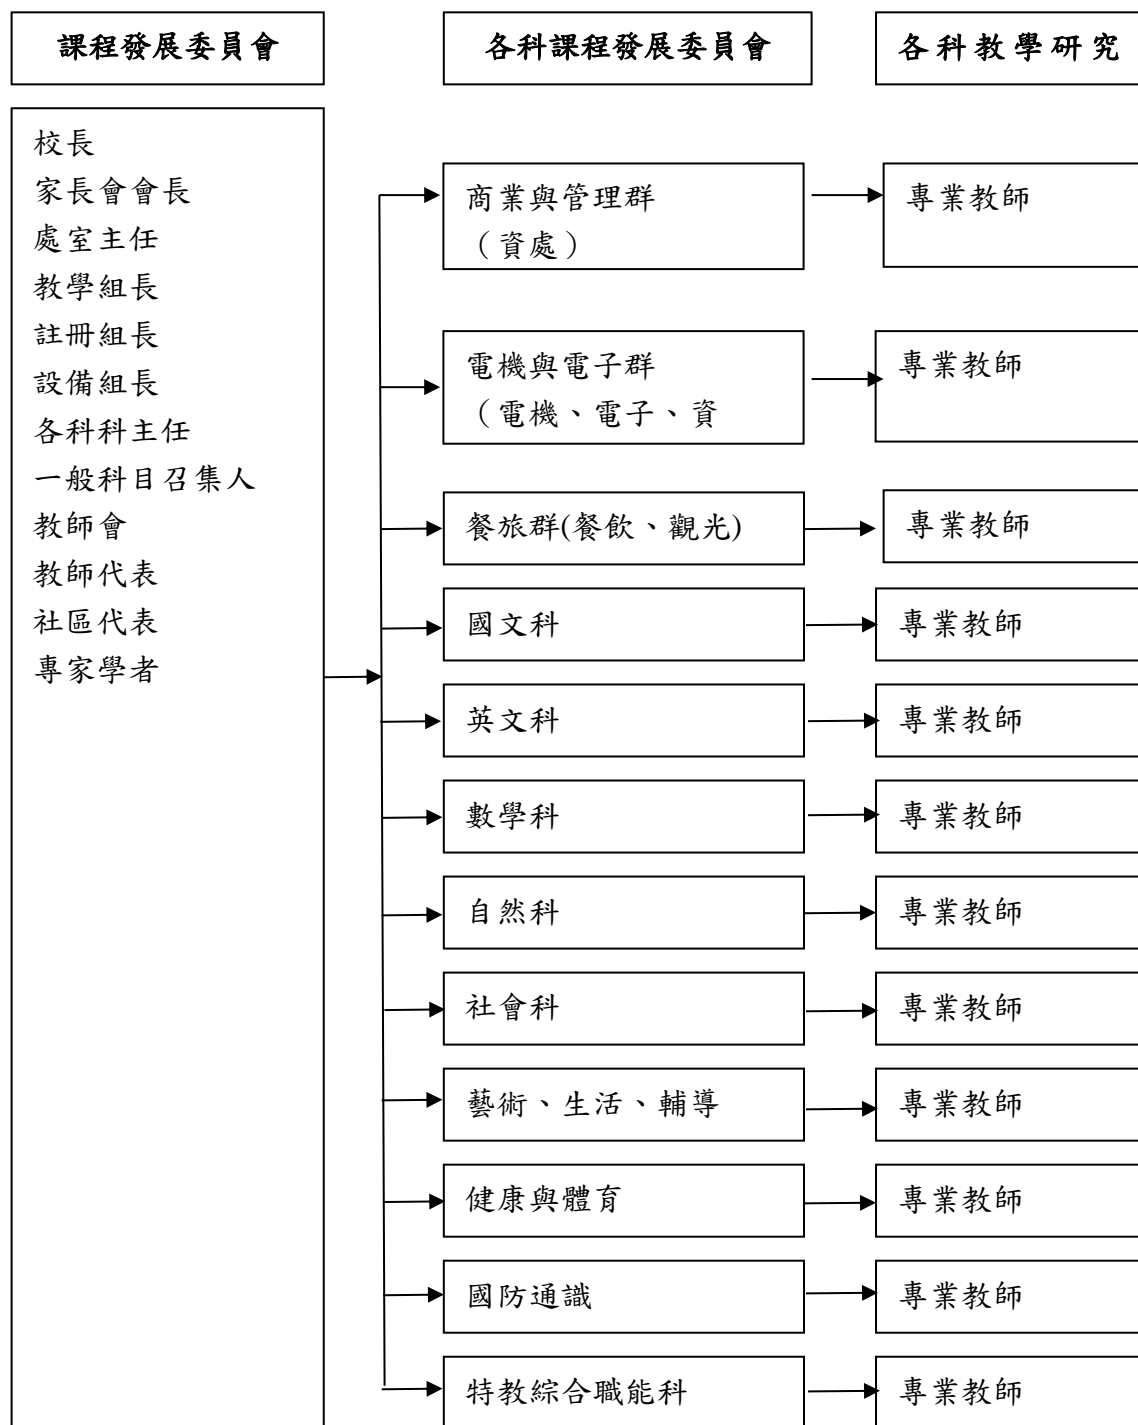 課程發展委員會
各科課程發展委員會
各科教學研究
校長
家長會會長
處室主任
教學組長
註冊組長
設備組長
各科科主任
一般科目召集人
教師會
教師代表
社區代表
專家學者
商業與管理群
（資處）
專業教師
電機與電子群
（電機、電子、資
專業教師
餐旅群(餐飲、觀光)
專業教師
國文科
專業教師
英文科
專業教師
數學科
專業教師
自然科
專業教師
社會科
專業教師
藝術、生活、輔導
專業教師
健康與體育
專業教師
國防通識
專業教師
特教綜合職能科
專業教師